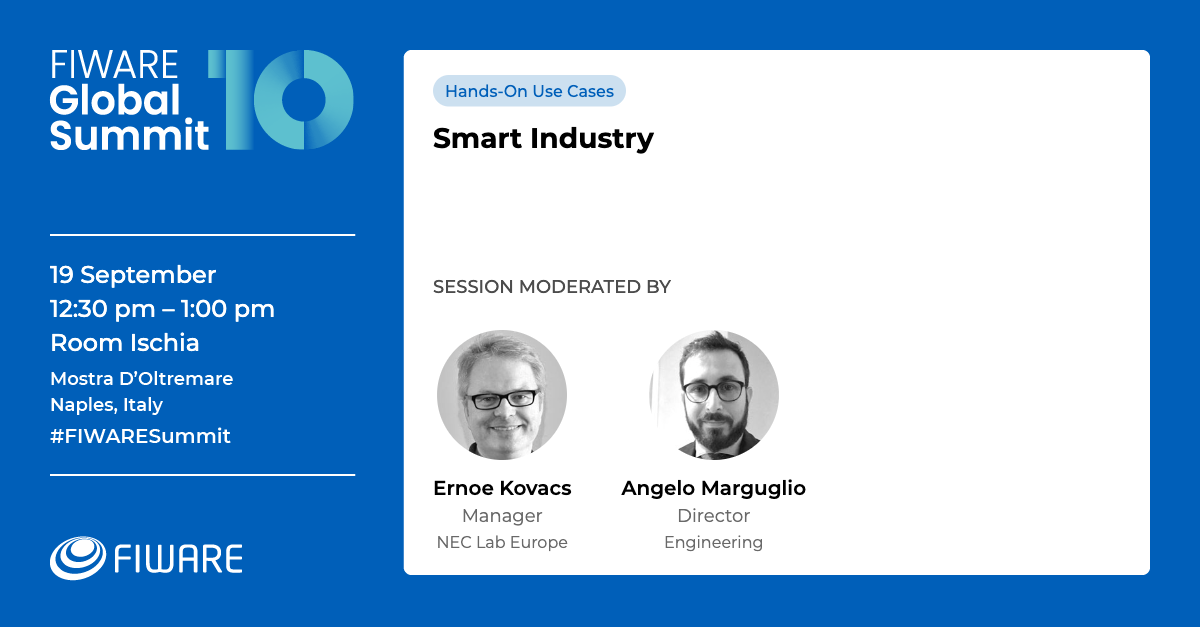 FIWARE
Global
Summit
10
19 September
12:30 pm – 1:00 pm
Room Ischia
Mostra D’Oltremare
Naples, Italy
#FIWARESummit
FIWARE
Hands-On Use Cases
Smart Industry
SESSION MODERATED BY
Ernoe Kovacs
Manager
NEC Lab Europe
Angelo Marguglio
Director
Engineering